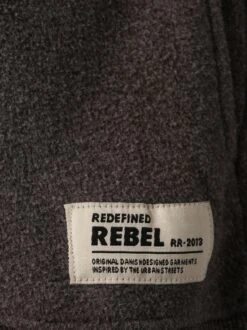 REDEFINED
REBEL RR-2013
ORIGINAL DANISH DESIGNED GARMENTS
INSPIRED BY THE URBAN STREETS